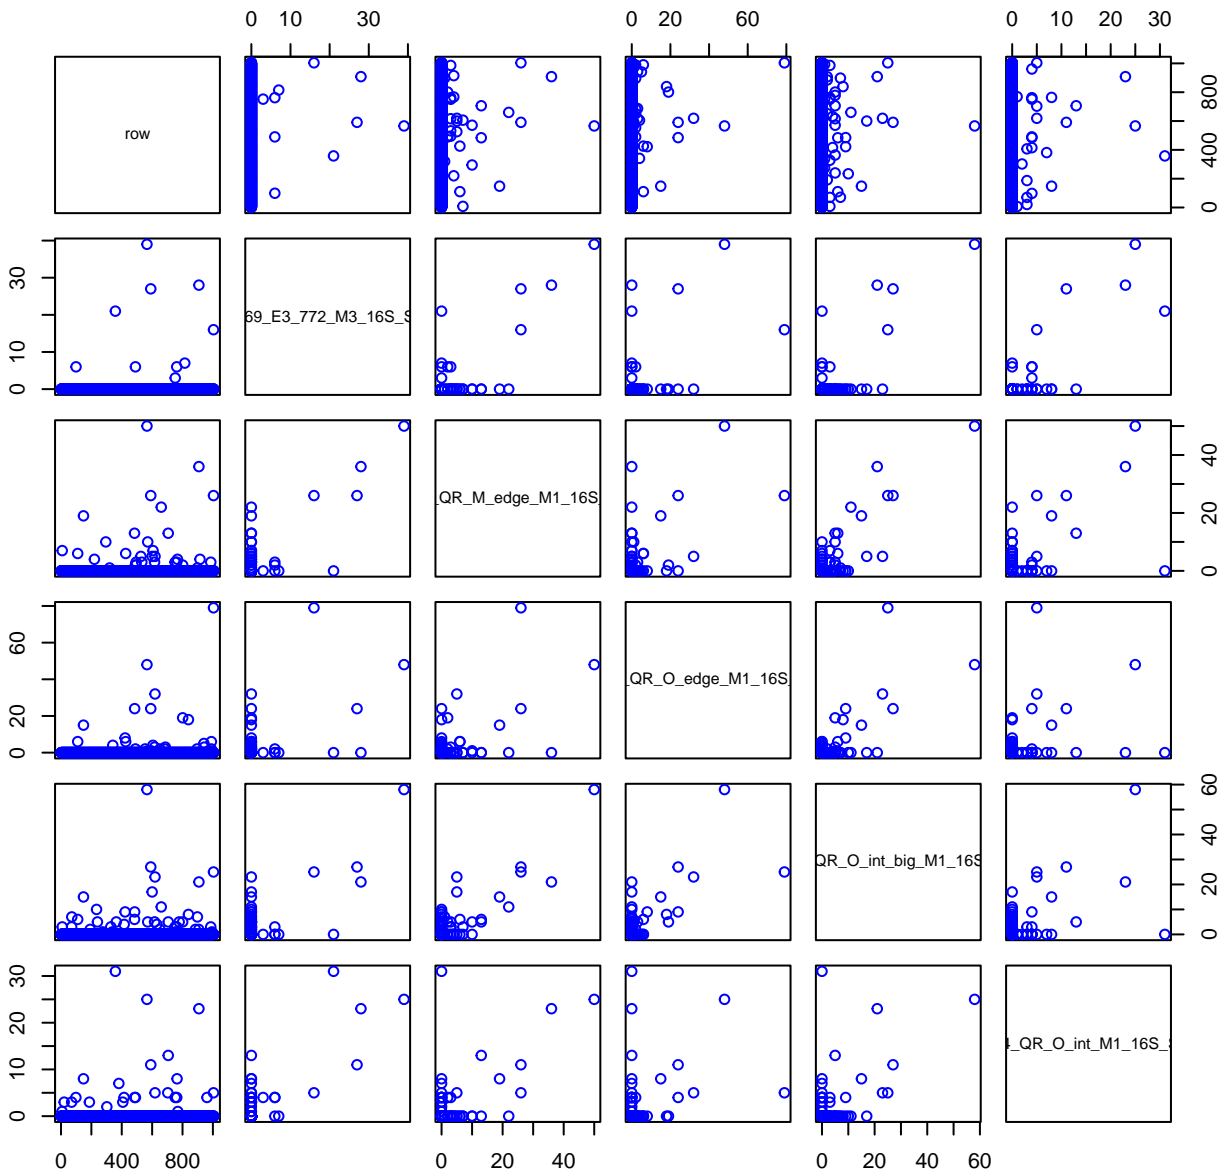 0 10 30
0 20 60
0 10 20 30
row
0 400 800
0 10 30
69_E3_772_M3_16S_S
_QR_M_edge_M1_16S_
0 20 40
0 20 60
_QR_O_edge_M1_16S_
QR_O_int_big_M1_16S
0 20 40 60
0 10 20 30
4_QR_O_int_M1_16S_S
0 400 800
0 20 40
0 20 40 60